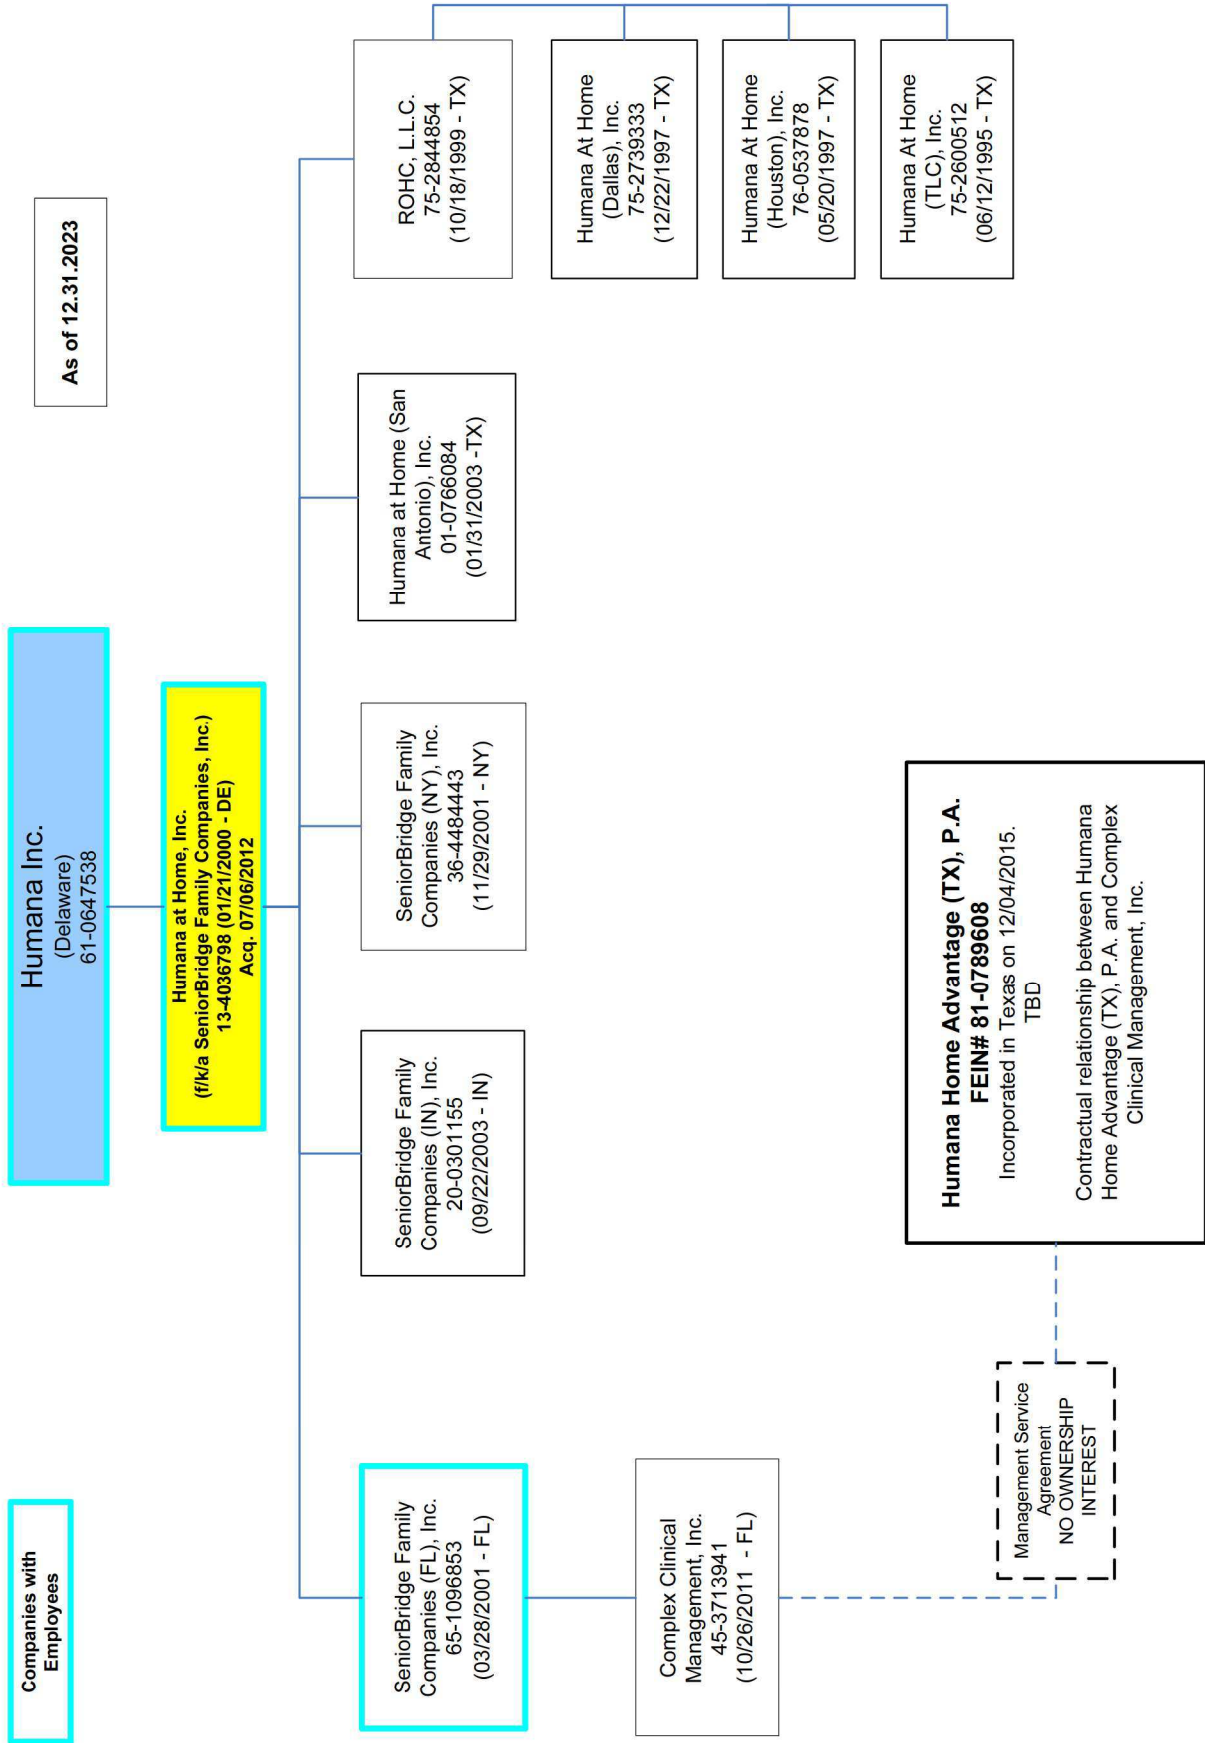 Companies with
Employees
Humana Inc.
(Delaware)
61-0647538
As of 12.31.2023
Humana at Home, Inc.
(f/k/a SeniorBridge Family Companies, Inc.)
13-4036798 (01/21/2000 - DE)
Acq. 07/06/2012
SeniorBridge Family
Companies (FL), Inc.
65-1096853
(03/28/2001 - FL)
SeniorBridge Family
Companies (IN), Inc.
20-0301155
(09/22/2003 - IN)
SeniorBridge Family
Companies (NY), Inc.
36-4484443
(11/29/2001 - NY)
Humana at Home (San
Antonio), Inc.
01-0766084
(01/31/2003 -TX)
ROHC, L.L.C.
75-2844854
(10/18/1999 - TX)
Humana At Home
(Dallas), Inc.
75-2739333
(12/22/1997 - TX)
Humana At Home
(Houston), Inc.
76-0537878
(05/20/1997 - TX)
Humana At Home
(TLC), Inc.
75-2600512
(06/12/1995 - TX)
Complex Clinical
Management, Inc.
45-3713941
(10/26/2011 - FL)
Management Service
Agreement
NO OWNERSHIP
INTEREST
Humana Home Advantage (TX), P.A.
FEIN# 81-0789608
Incorporated in Texas on 12/04/2015.
TBD
Contractual relationship between Humana
Home Advantage (TX), P.A. and Complex
Clinical Management, Inc.